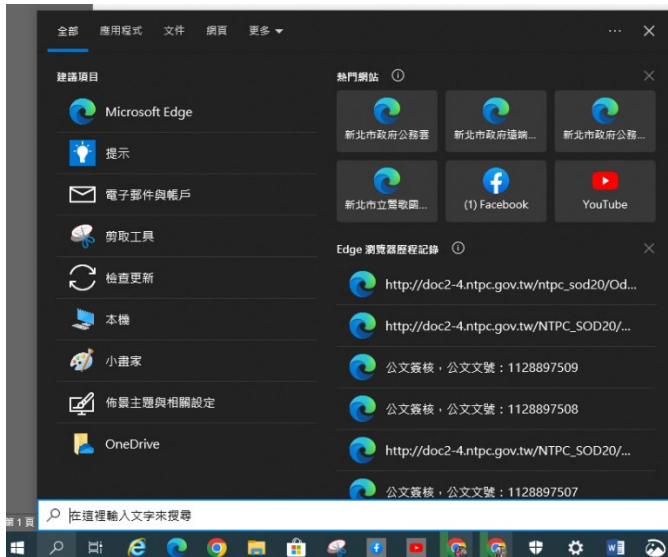 全部 應用程式 文件 網頁 更多
建議項目
Microsoft Edge
提示
電子郵件與帳戶
剪取工具
檢查更新
本機
小畫家
佈景主題與相關設定
OneDrive
熱門網站
新北市政府公務雲 新北市政府遠端... 新北市政府公務...
新北市立鶯歌國... (1) Facebook YouTube
Edge 瀏覽器歷程記錄
http://doc2-4.ntpc.gov.tw/ntpc_sod20/Od...
http://doc2-4.ntpc.gov.tw/NTPC_SOD20/...
公文簽核，公文文號：1128897509
公文簽核，公文文號：1128897508
http://doc2-4.ntpc.gov.tw/NTPC_SOD20/...
公文簽核，公文文號：1128897507
第 1 頁
在這裡輸入文字來搜尋